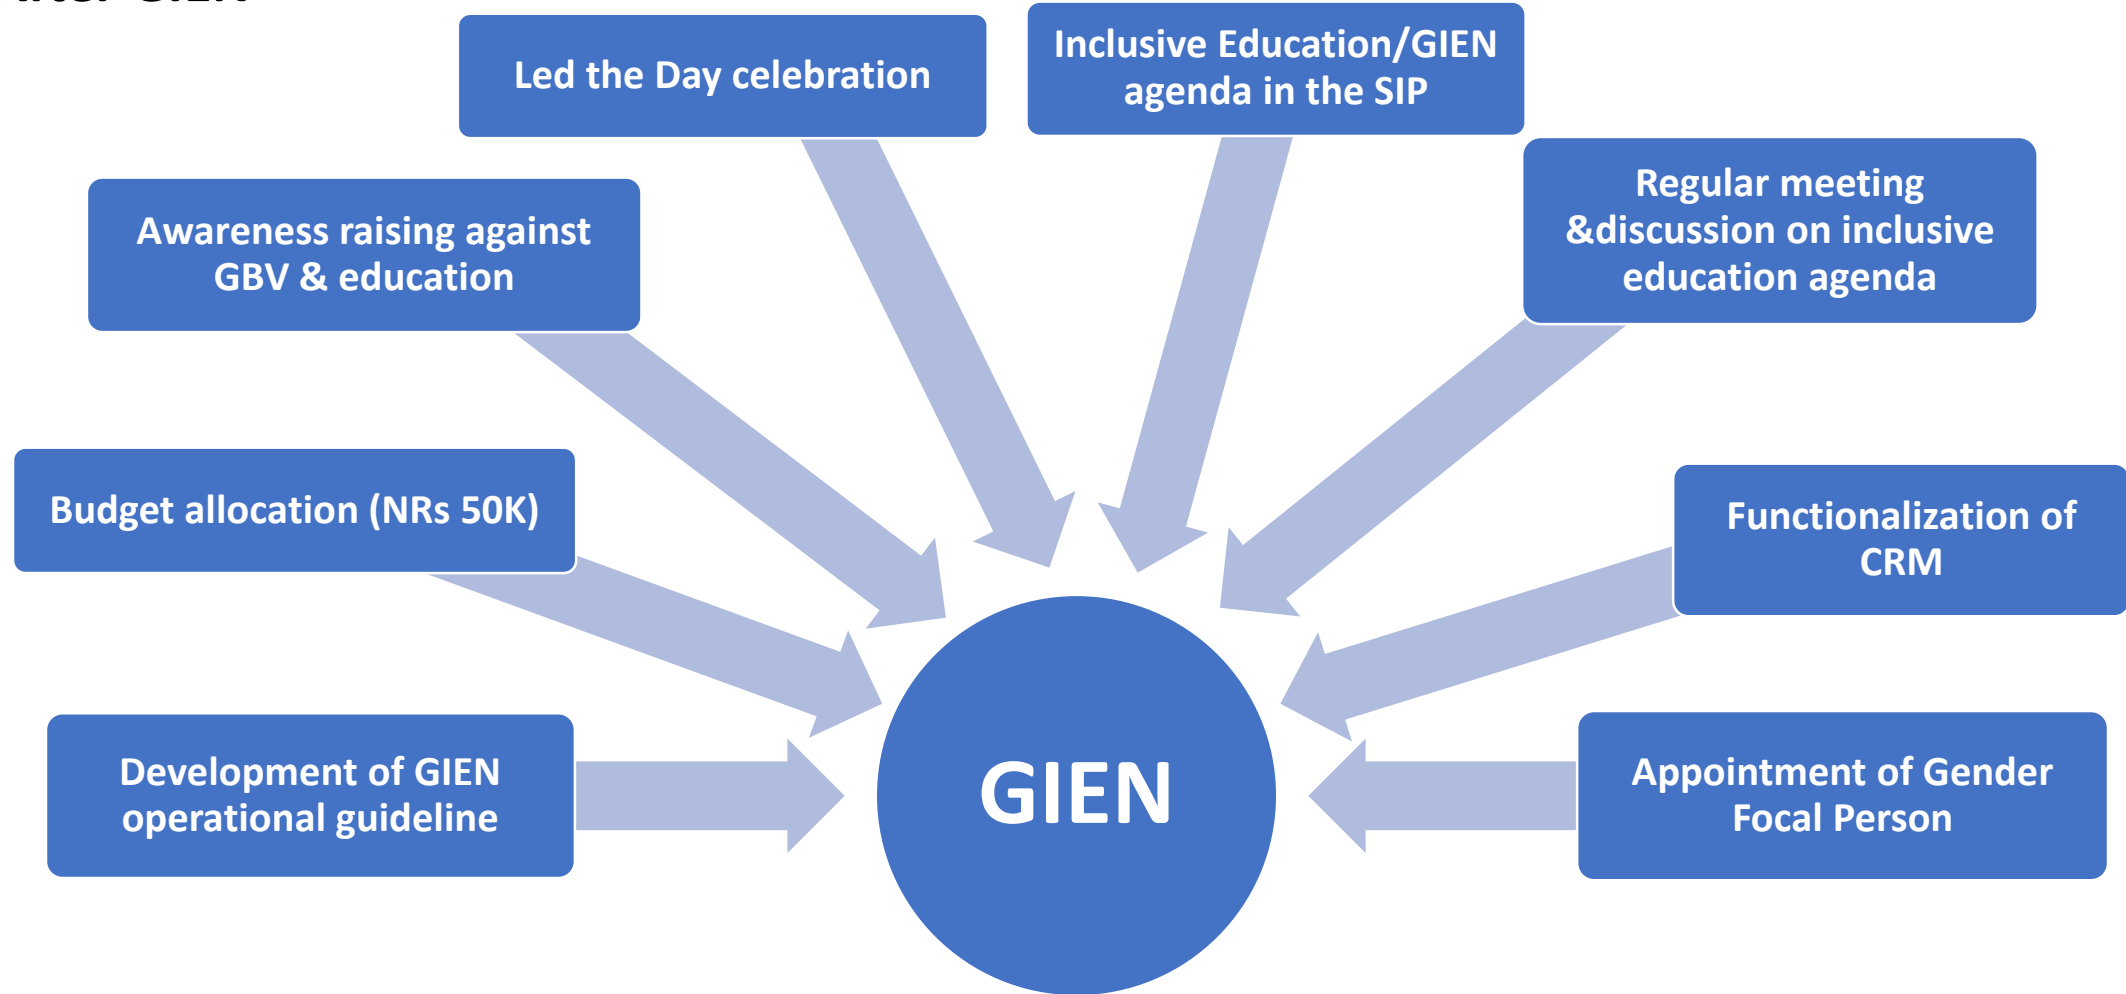 Led the Day celebration
Inclusive Education/GIEN
agenda in the SIP
Awareness raising against
GBV & education
Regular meeting
&discussion on inclusive
education agenda
Budget allocation (NRs 50K)
Functionalization of
CRM
Development of GIEN
operational guideline
GIEN
Appointment of Gender
Focal Person